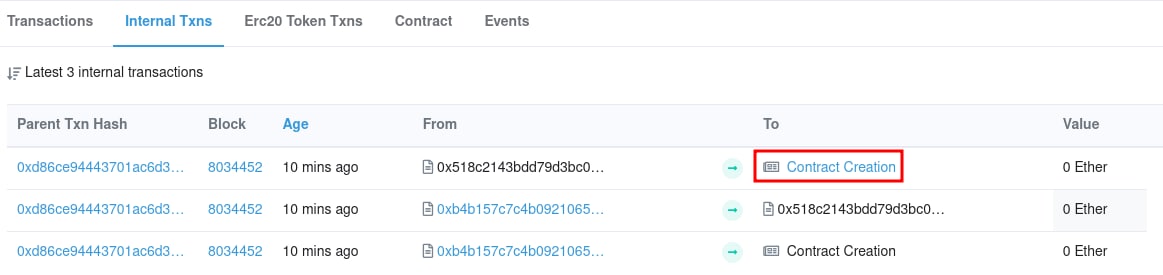 Transactions Internal Txns Erc20 Token Txns Contract Events
Latest 3 internal transactions
Parent Txn Hash Block Age From To Value
0xd86ce94443701ac6d3… 8034452 10 mins ago 0x518c2143bdd79d3bc0… Contract Creation 0 Ether
0xd86ce94443701ac6d3… 8034452 10 mins ago 0xb4b157c7c4b0921065… 0x518c2143bdd79d3bc0… 0 Ether
0xd86ce94443701ac6d3… 8034452 10 mins ago 0xb4b157c7c4b0921065… Contract Creation 0 Ether